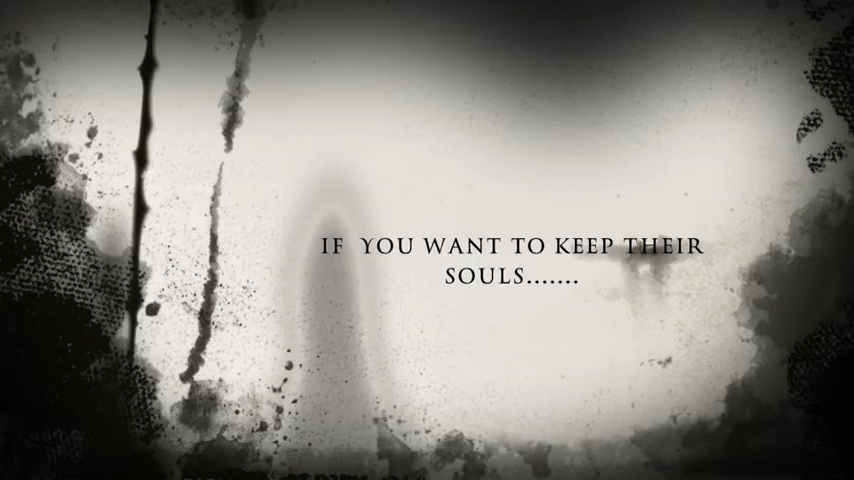 IF YOU WANT TO KEEP THEIR
SOULS.......